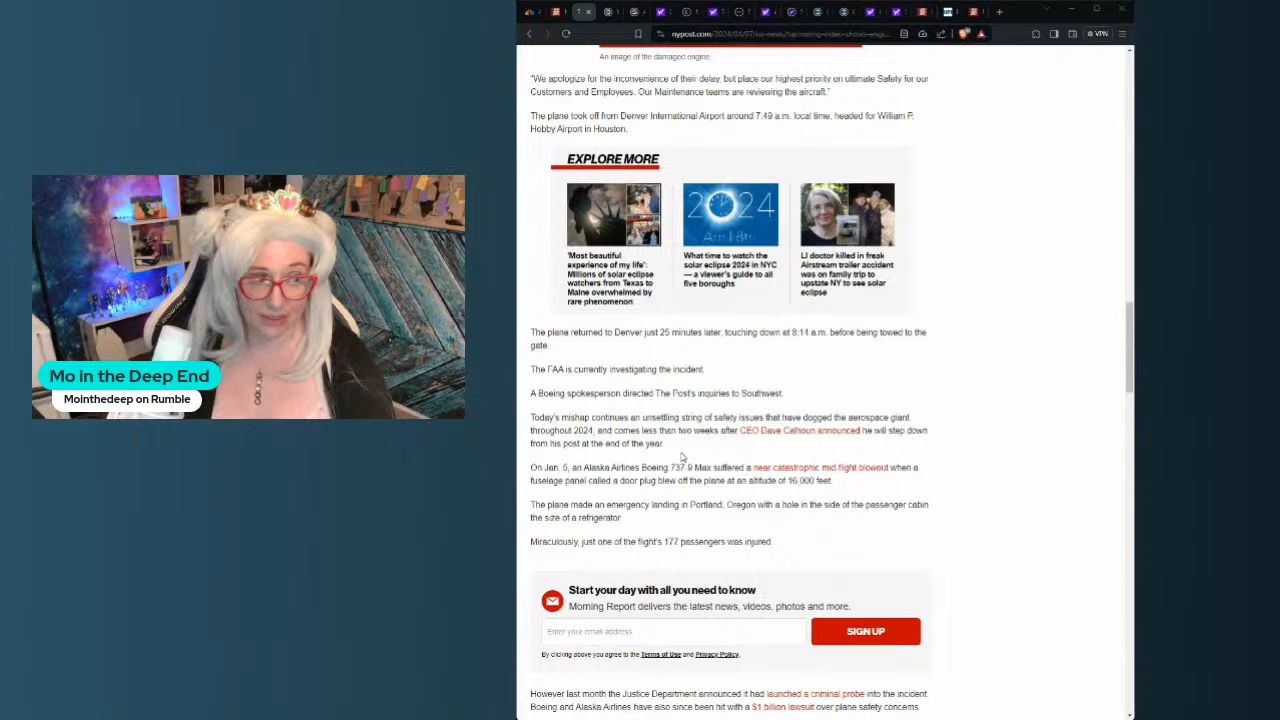 nypost.com/2024/04/07/us-news/harrowing-video-shows-engi...
VPN
An image of the damaged engine.
"We apologize for the inconvenience of their delay, but place our highest priority on ultimate Safety for our
Customers and Employees. Our Maintenance teams are reviewing the aircraft."
The plane took off from Denver International Airport around 7:49 a.m. local time, headed for William P.
Hobby Airport in Houston.
EXPLORE MORE
2024
April 8th
'Most beautiful
experience of my life':
Millions of solar eclipse
watchers from Texas to
Maine overwhelmed by
rare phenomenon
What time to watch the
solar eclipse 2024 in NYC
— a viewer's guide to all
five boroughs
LI doctor killed in freak
Airstream trailer accident
was on family trip to
upstate NY to see solar
eclipse
The plane returned to Denver just 25 minutes later, touching down at 8:14 a.m. before being towed to the
gate.
The FAA is currently investigating the incident.
A Boeing spokesperson directed The Post's inquiries to Southwest.
Today's mishap continues an unsettling string of safety issues that have dogged the aerospace giant
throughout 2024, and comes less than two weeks after CEO Dave Calhoun announced he will step down
from his post at the end of the year.
On Jan. 5, an Alaska Airlines Boeing 737-9 Max suffered a near-catastrophic mid-flight blowout when a
fuselage panel called a door plug blew off the plane at an altitude of 16,000 feet.
The plane made an emergency landing in Portland, Oregon with a hole in the side of the passenger cabin
the size of a refrigerator.
Miraculously, just one of the flight's 177 passengers was injured.
Start your day with all you need to know
Morning Report delivers the latest news, videos, photos and more.
Enter your email address
SIGN UP
By clicking above you agree to the Terms of Use and Privacy Policy.
However last month the Justice Department announced it had launched a criminal probe into the incident.
Boeing and Alaska Airlines have also since been hit with a $1 billion lawsuit over plane safety concerns.
Mo in the Deep End
Mointhedeep on Rumble